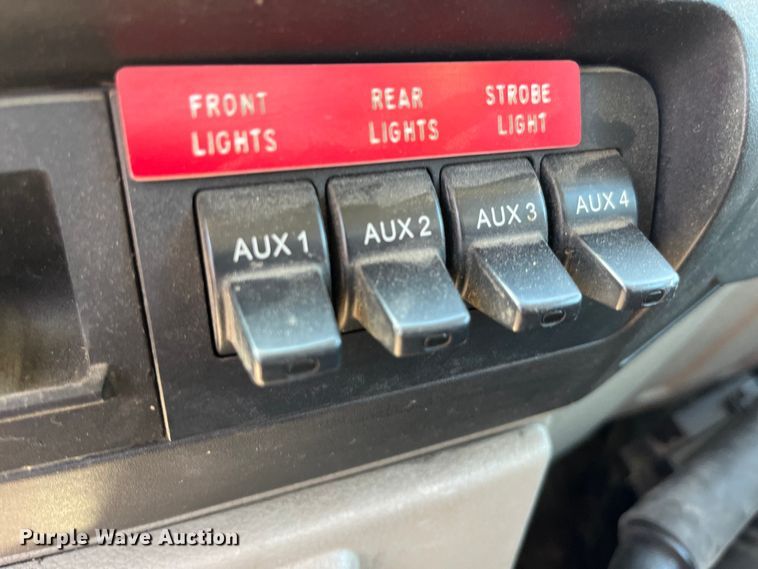 FRONT LIGHTS
REAR LIGHTS
STROBE LIGHT
AUX 1
AUX 2
AUX 3
AUX 4
Purple Wave Auction